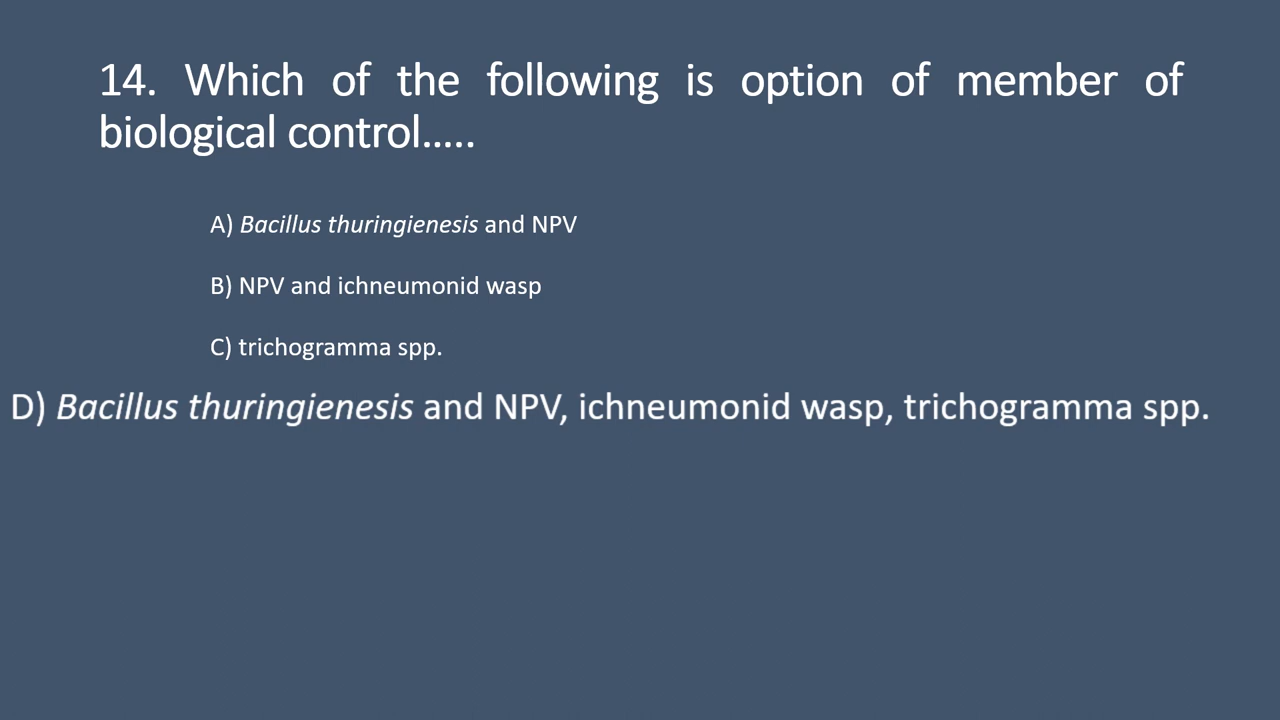 14. Which of the following is option of member of
biological control.....
A) Bacillus thuringienesis and NPV
B) NPV and ichneumonid wasp
C) trichogramma spp.
D) Bacillus thuringienesis and NPV, ichneumonid wasp, trichogramma spp.